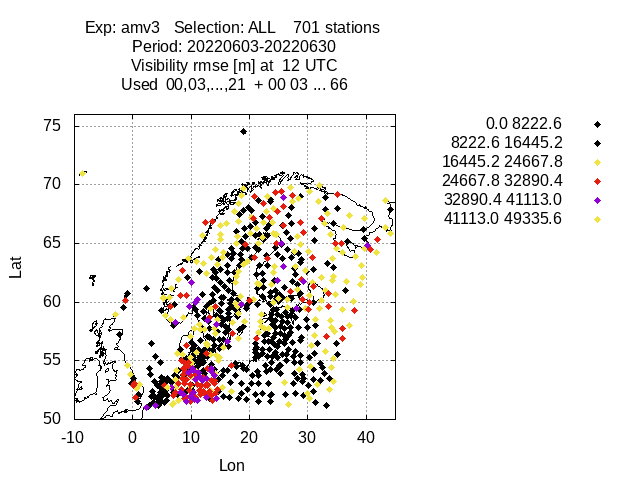 Exp: amv3   Selection: ALL    701 stations
Period: 20220603-20220630
Visibility rmse [m] at  12 UTC
Used  00,03,...,21  + 00 03 ... 66
0.0 8222.6
8222.6 16445.2
16445.2 24667.8
24667.8 32890.4
32890.4 41113.0
41113.0 49335.6
75
70
65
60
55
50
Lat
-10 0 10 20 30 40
Lon